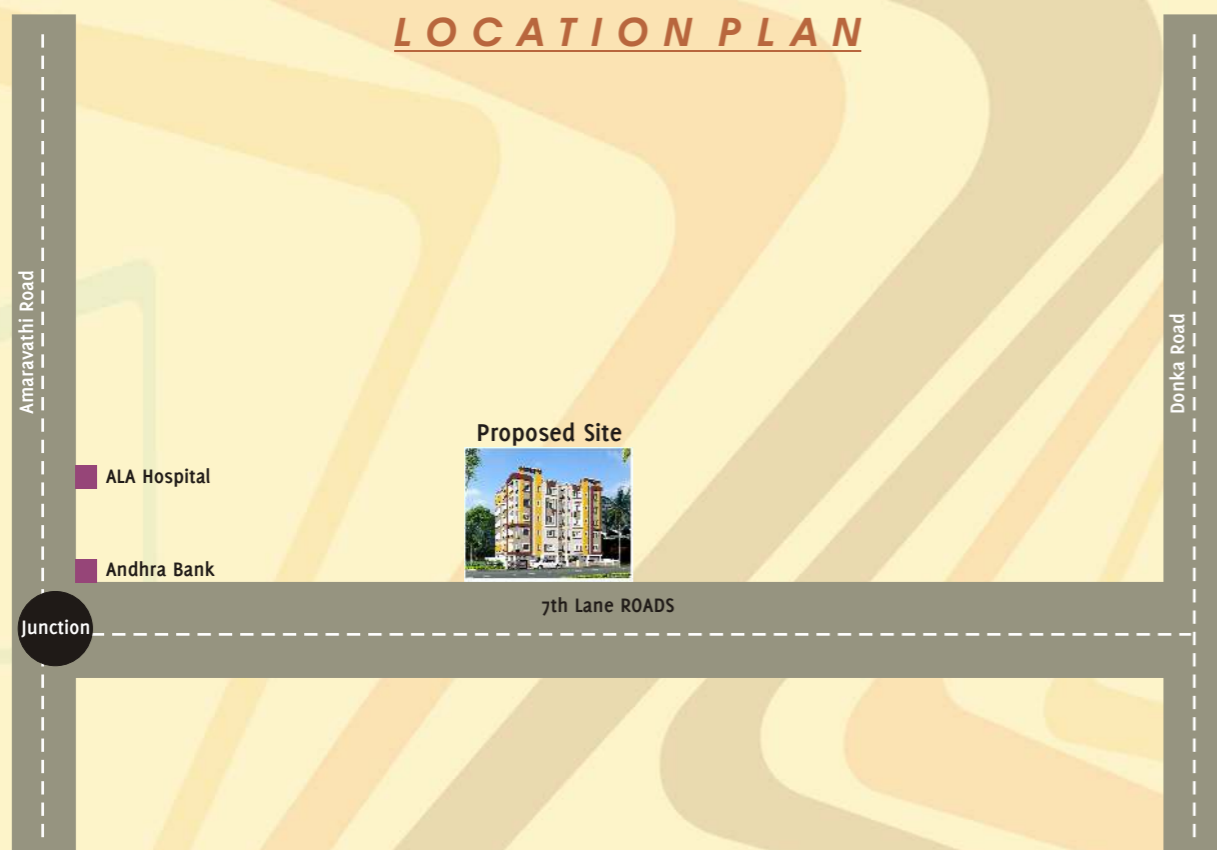 LOCATION PLAN
Amaravathi Road
Donka Road
Proposed Site
ALA Hospital
Andhra Bank
7th Lane ROADS
Junction